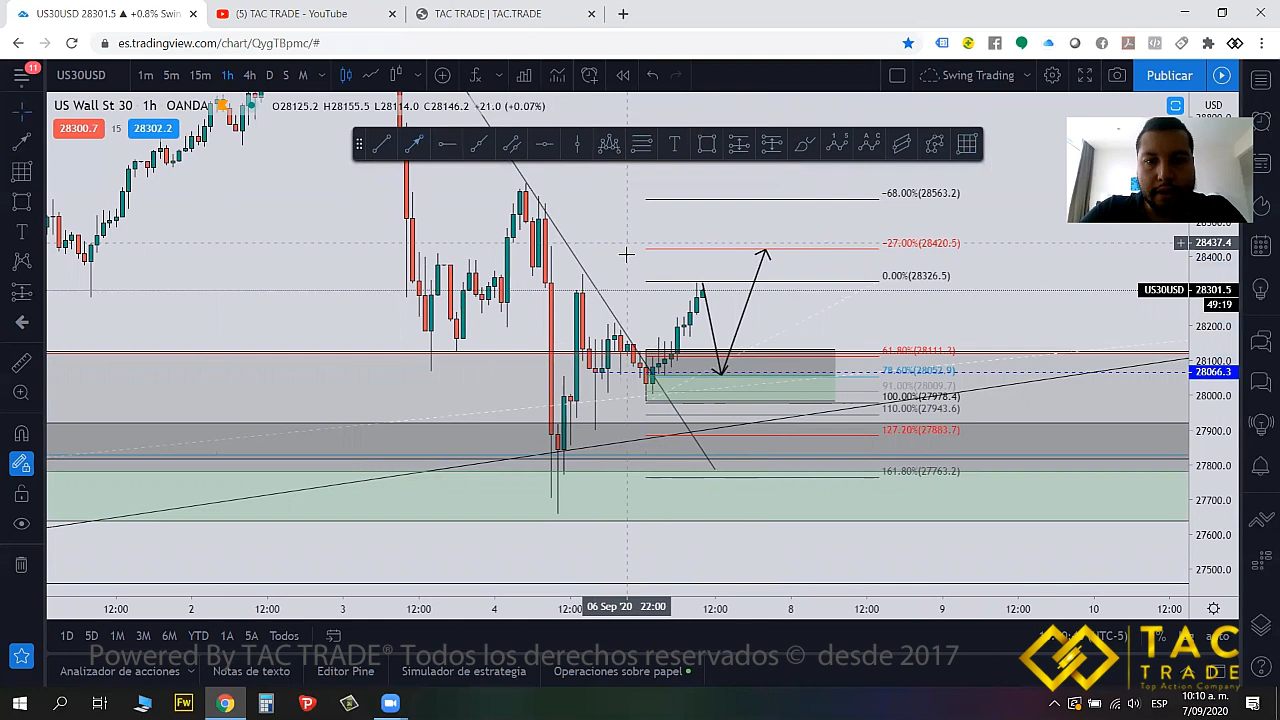 US30USD 28301.5 ▲ +0.8% Swin
(5) TAC TRADE - YouTube
TAC TRADE | TAC.TRADE
es.tradingview.com/chart/QygTBpmc/#
11
US30USD
1m 5m 15m 1h 4h D S M
Swing Trading
Publicar
US Wall St 30 1h OANDA
O28125.2 H28155.5 L28114.0 C28146.2 -21.0 (+0.07%)
USD
28300.7 15 28302.2
-68.00%(28563.2)
-27.00%(28420.5)
28437.4
28400.0
0.00%(28326.5)
US30USD 28301.5
49:19
28200.0
61.80%(28111.2)
28100.0
78.60%(28052.9)
28066.3
91.00%(28009.7)
100.00%(27978.4)
28000.0
110.00%(27943.6)
127.20%(27883.7)
27900.0
27800.0
161.80%(27763.2)
27700.0
27600.0
27500.0
12:00 2 12:00 3 12:00 4 12:00 06 Sep '20 22:00 12:00 8 12:00 9 12:00 10 12:00
1D 5D 1M 3M 6M YTD 1A 5A Todos
(UTC-5) % auto
Powered By TAC TRADE® Todos los derechos reservados © desde 2017
Analizador de acciones Notas de texto Editor Pine Simulador de estrategia Operaciones sobre papel
TAC
TRADE
Top Action Company
Fw
ESP
10:10 a. m.
7/09/2020